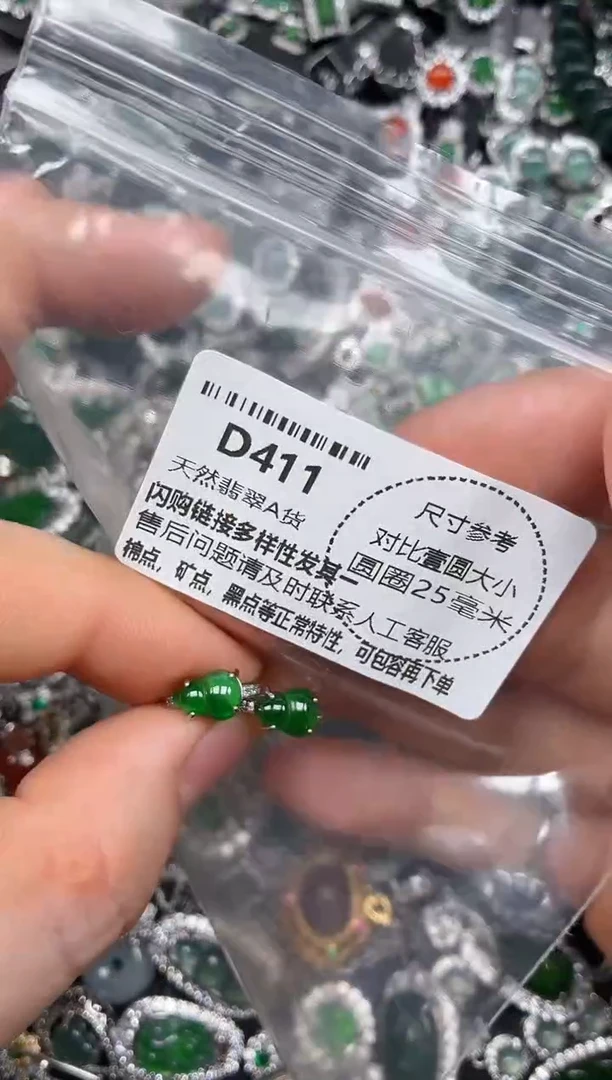 D411
天然翡翠A货
闪购链接多样性发其一
售后问题请及时联系人工客服
棉点，矿点，黑点等正常特性，可包容再下单
尺寸参考
对比壹圆大小
圆圈25毫米